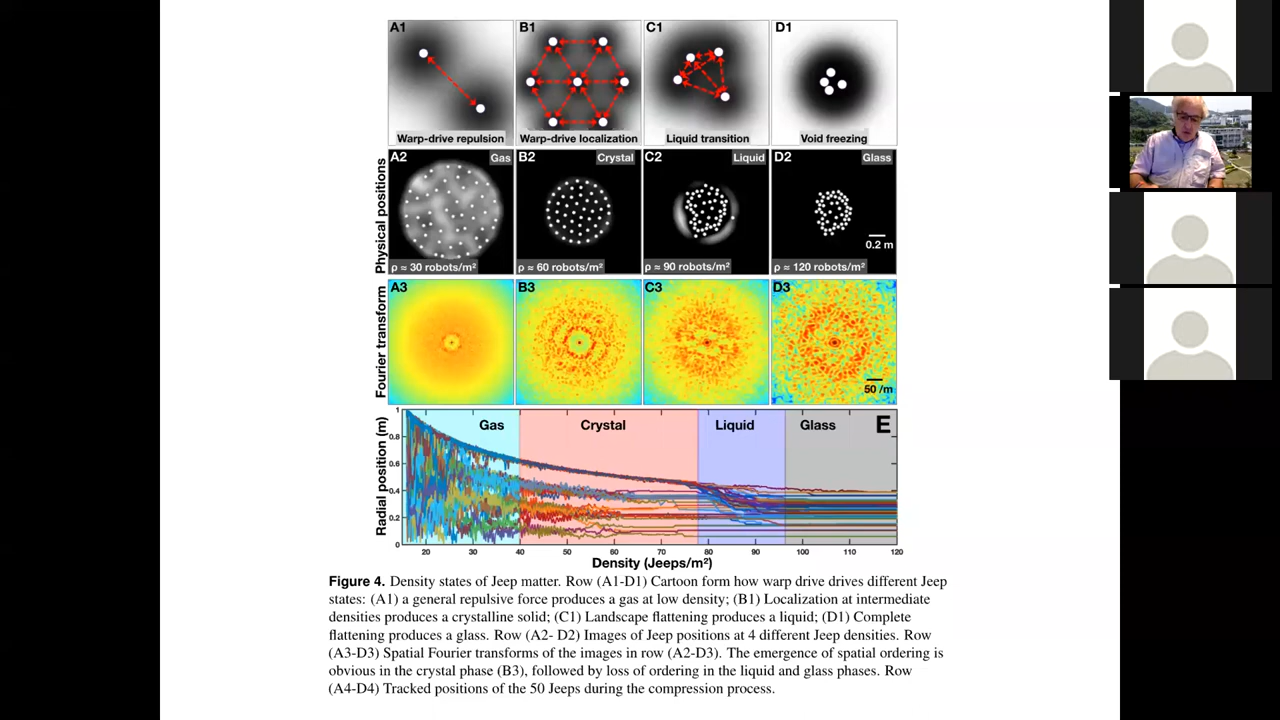 A1
B1
C1
D1
Warp-drive repulsion
Warp-drive localization
Liquid transition
Void freezing
Physical positions
A2
Gas
B2
Crystal
C2
Liquid
D2
Glass
0.2 m
ρ ≈ 30 robots/m²
ρ ≈ 60 robots/m²
ρ ≈ 90 robots/m²
ρ ≈ 120 robots/m²
Fourier transform
A3
B3
C3
D3
50 /m
Radial position (m)
1
0.8
0.6
0.4
0.2
0
Gas
Crystal
Liquid
Glass
E
20 30 40 50 60 70 80 90 100 110 120
Density (Jeeps/m²)
Figure 4. Density states of Jeep matter. Row (A1-D1) Cartoon form how warp drive drives different Jeep
states: (A1) a general repulsive force produces a gas at low density; (B1) Localization at intermediate
densities produces a crystalline solid; (C1) Landscape flattening produces a liquid; (D1) Complete
flattening produces a glass. Row (A2- D2) Images of Jeep positions at 4 different Jeep densities. Row
(A3-D3) Spatial Fourier transforms of the images in row (A2-D3). The emergence of spatial ordering is
obvious in the crystal phase (B3), followed by loss of ordering in the liquid and glass phases. Row
(A4-D4) Tracked positions of the 50 Jeeps during the compression process.